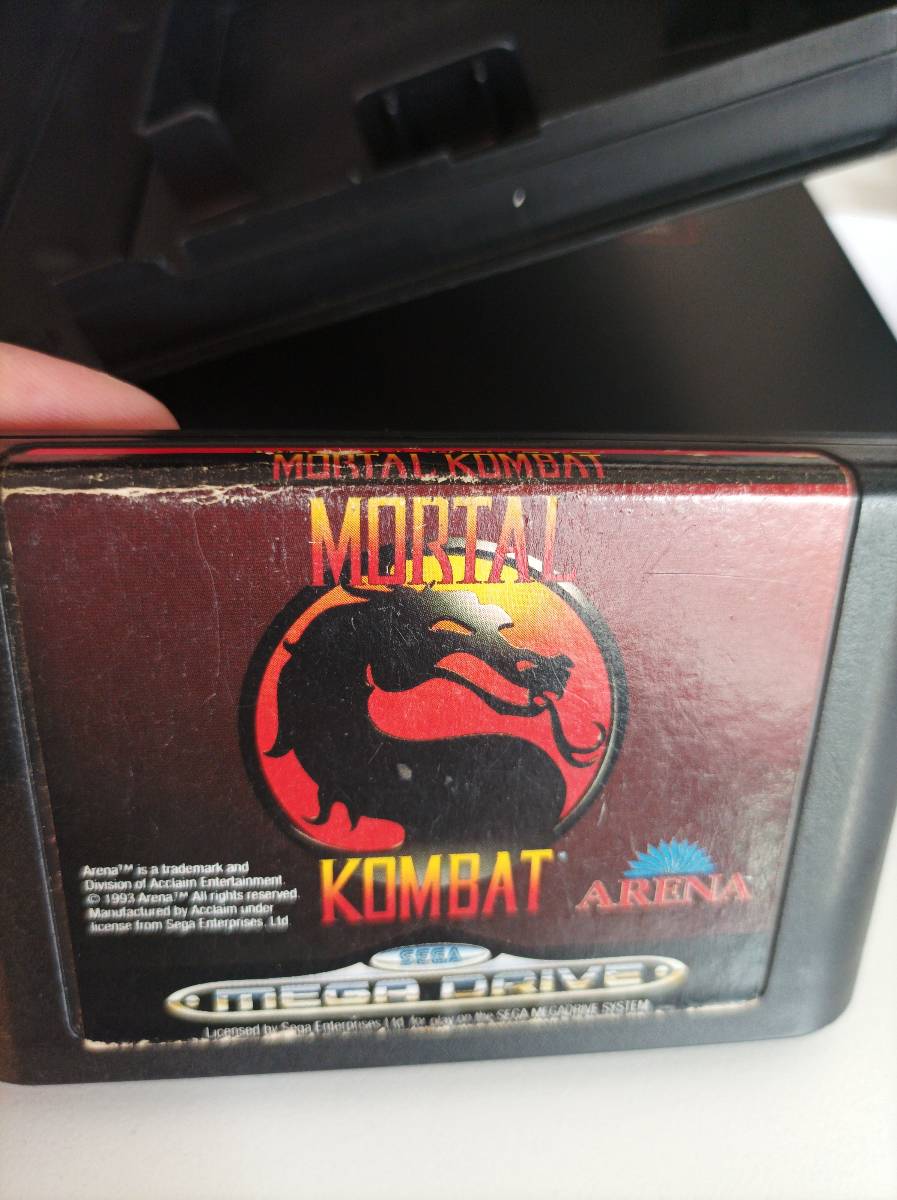 MORTAL KOMBAT
MORTAL
KOMBAT
ARENA
Arena™ is a trademark and
Division of Acclaim Entertainment.
© 1993 Arena™ All rights reserved.
Manufactured by Acclaim under
license from Sega Enterprises, Ltd.
SEGA
MEGA DRIVE
Licensed by Sega Enterprises Ltd. for play on the SEGA MEGADRIVE SYSTEM